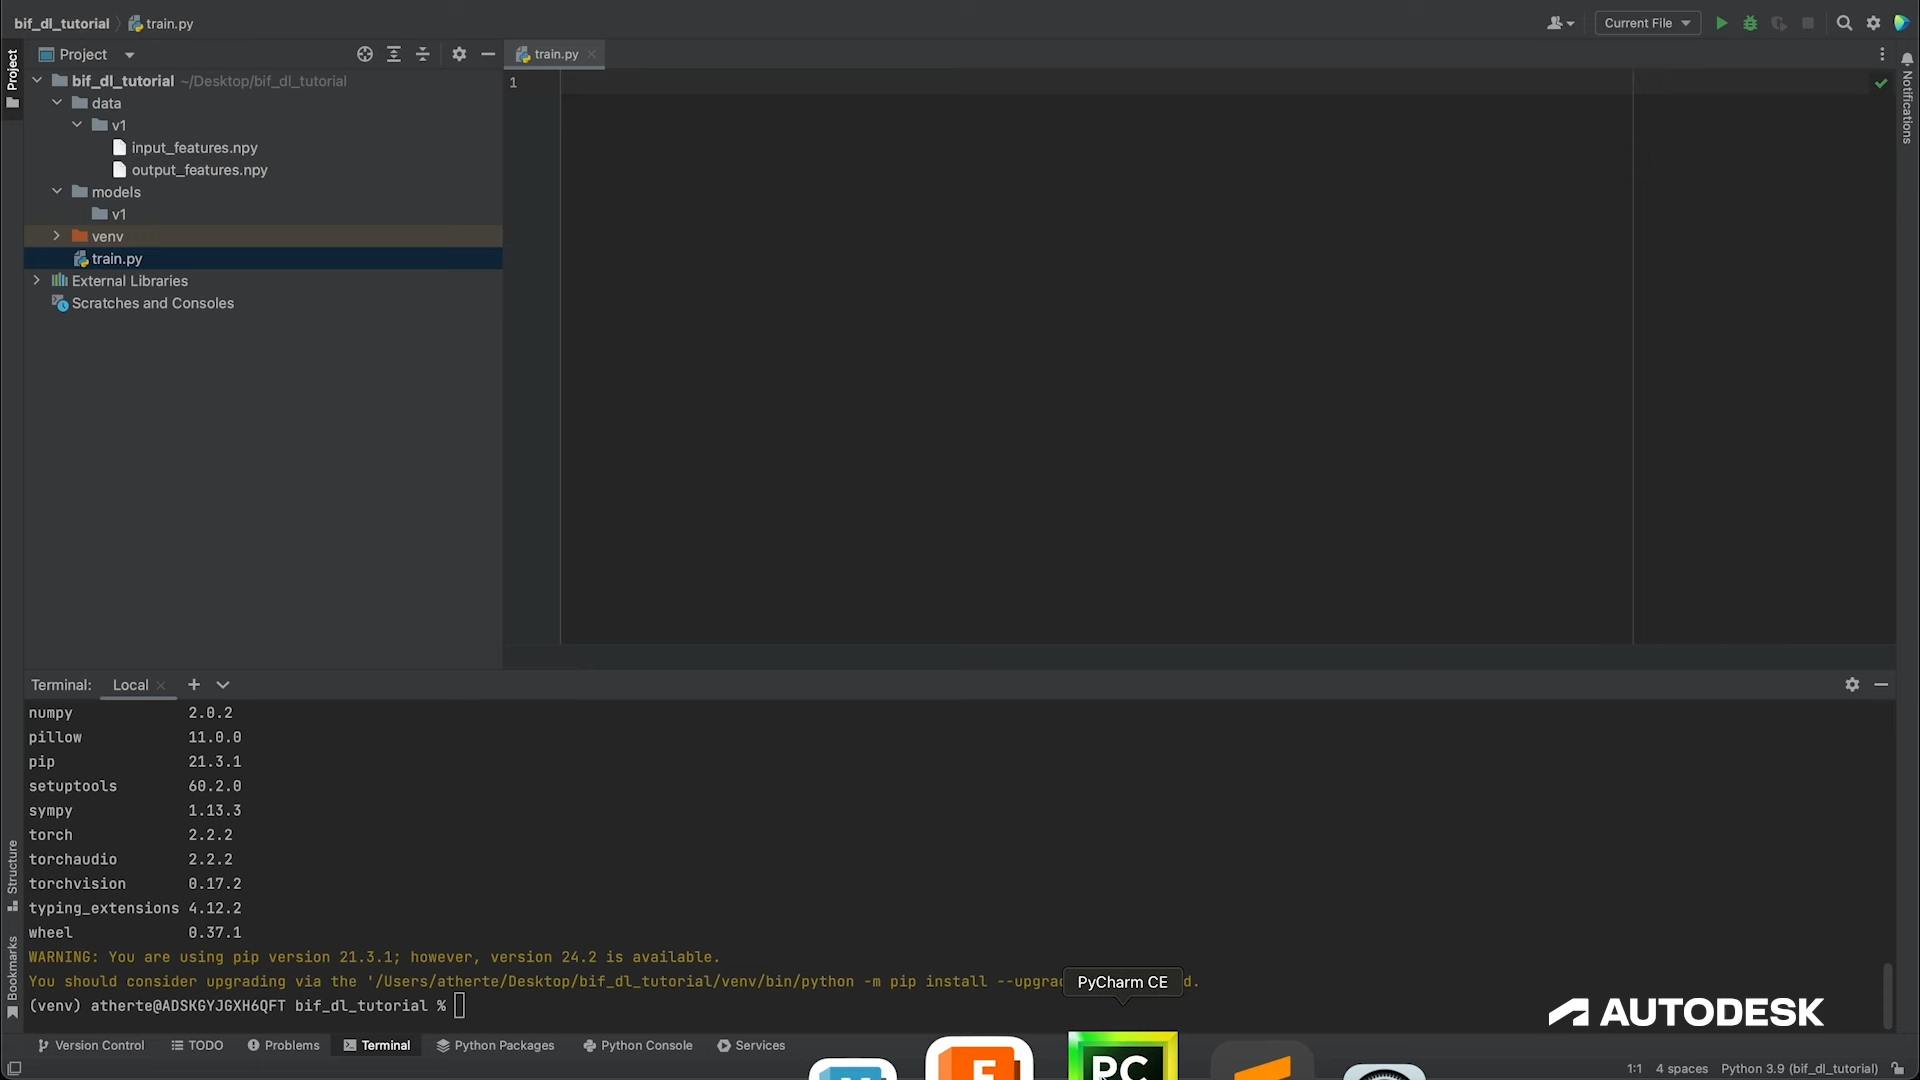 bif_dl_tutorial
train.py
Current File
Project
Project
train.py
Notifications
bif_dl_tutorial ~/Desktop/bif_dl_tutorial
data
v1
input_features.npy
output_features.npy
models
v1
venv
train.py
External Libraries
Scratches and Consoles
1
Terminal:
Local
numpy 2.0.2
pillow 11.0.0
pip 21.3.1
setuptools 60.2.0
sympy 1.13.3
torch 2.2.2
torchaudio 2.2.2
torchvision 0.17.2
typing_extensions 4.12.2
wheel 0.37.1
WARNING: You are using pip version 21.3.1; however, version 24.2 is available.
You should consider upgrading via the '/Users/atherte/Desktop/bif_dl_tutorial/venv/bin/python -m pip install --upgra d.
PyCharm CE
(venv) atherte@ADSKGYJGXH6QFT bif_dl_tutorial %
Structure
Bookmarks
AUTODESK
Version Control
TODO
Problems
Terminal
Python Packages
Python Console
Services
PC
1:1
4 spaces
Python 3.9 (bif_dl_tutorial)